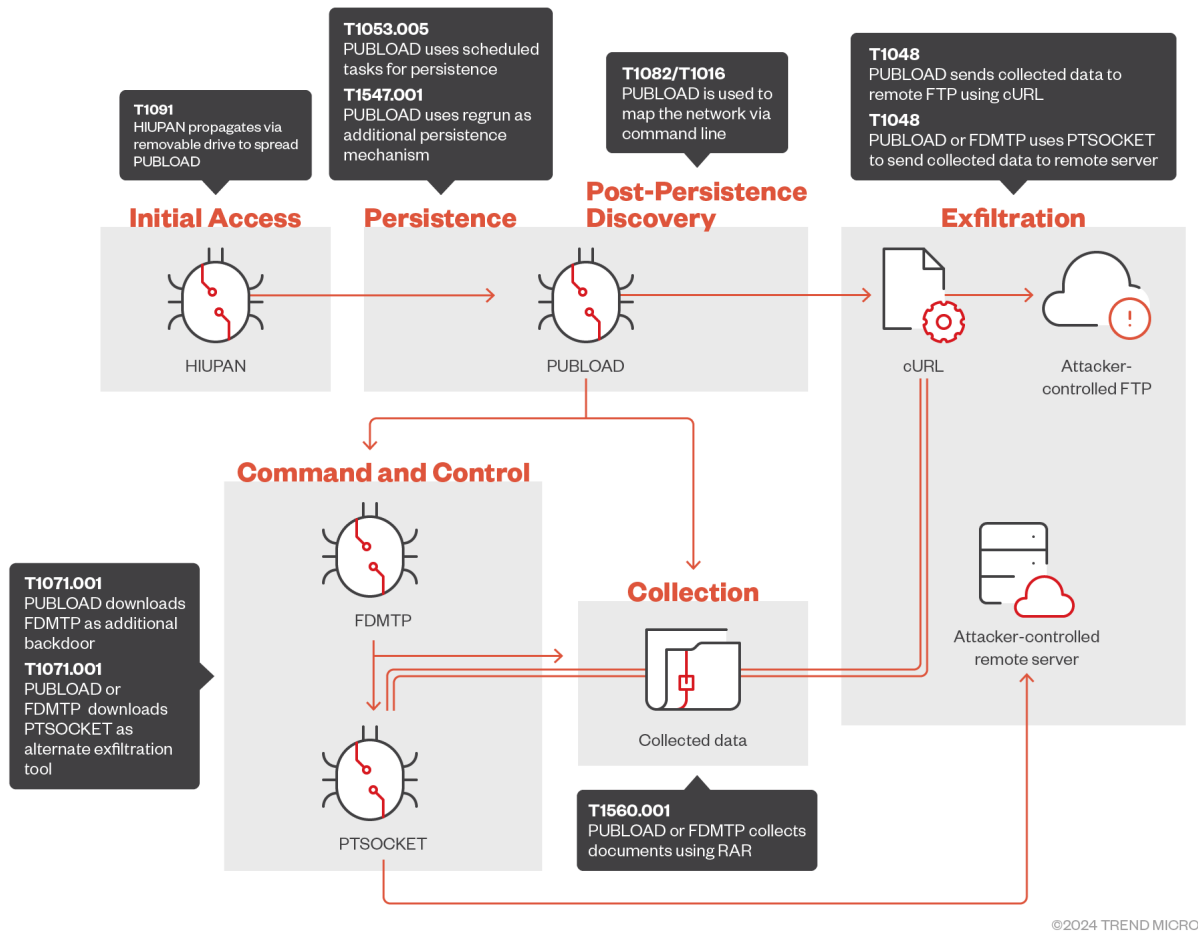 T1053.005
PUBLOAD uses scheduled
tasks for persistence
T1547.001
PUBLOAD uses regrun as
additional persistence
mechanism
T1091
HIUPAN propagates via
removable drive to spread
PUBLOAD
T1082/T1016
PUBLOAD is used to
map the network via
command line
T1048
PUBLOAD sends collected data to
remote FTP using cURL
T1048
PUBLOAD or FDMTP uses PTSOCKET
to send collected data to remote server
Initial Access
Persistence
Post-Persistence
Discovery
Exfiltration
HIUPAN
PUBLOAD
cURL
Attacker-
controlled FTP
Command and Control
FDMTP
T1071.001
PUBLOAD downloads
FDMTP as additional
backdoor
T1071.001
PUBLOAD or
FDMTP downloads
PTSOCKET as
alternate exfiltration
tool
PTSOCKET
Collection
Collected data
T1560.001
PUBLOAD or FDMTP collects
documents using RAR
Attacker-controlled
remote server
©2024 TREND MICRO